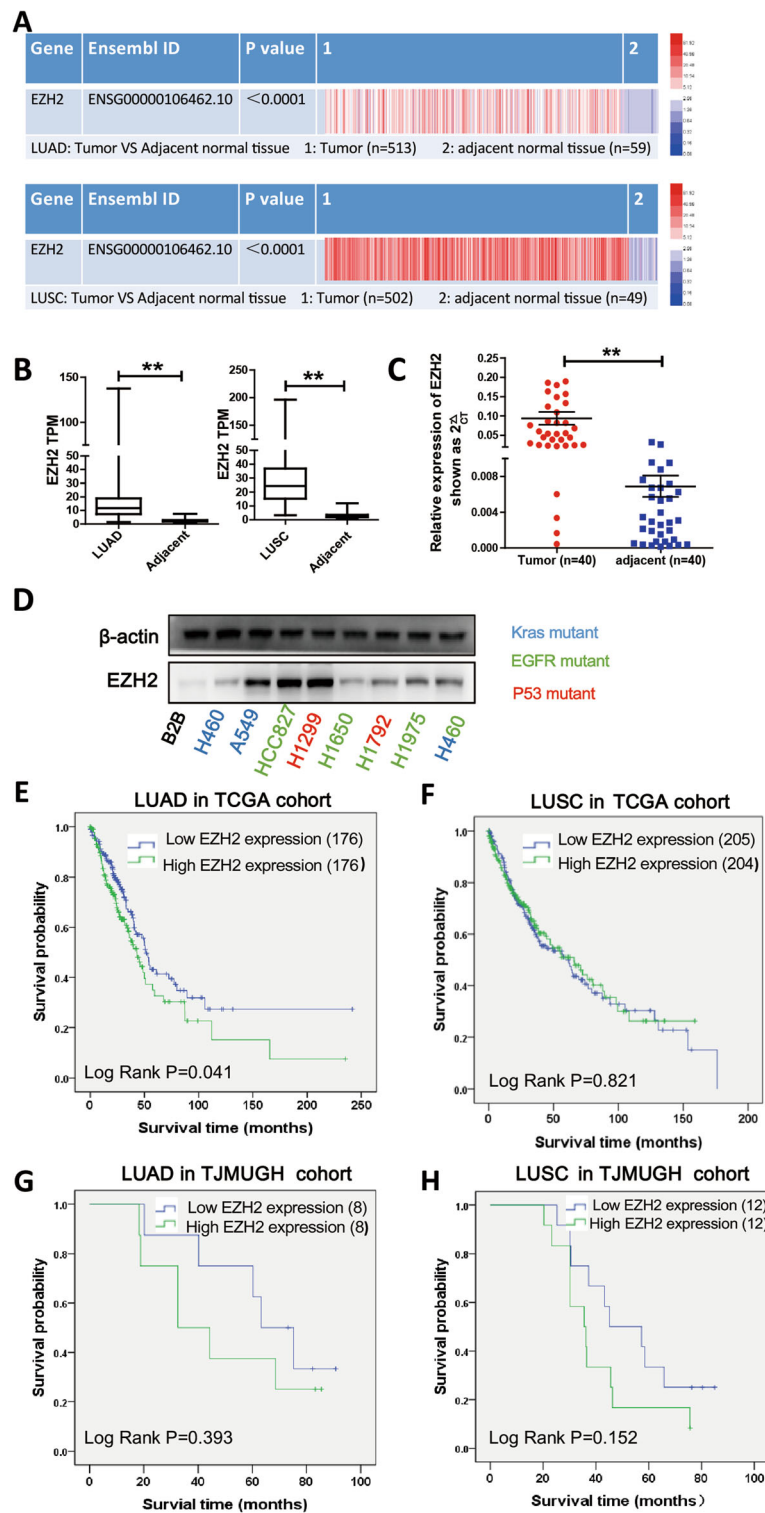 A
Gene Ensembl ID P value 1 2
EZH2 ENSG00000106462.10 <0.0001
LUAD: Tumor VS Adjacent normal tissue 1: Tumor (n=513) 2: adjacent normal tissue (n=59)
Gene Ensembl ID P value 1 2
EZH2 ENSG00000106462.10 <0.0001
LUSC: Tumor VS Adjacent normal tissue 1: Tumor (n=502) 2: adjacent normal tissue (n=49)
B
EZH2 TPM
150
100
50
40
30
20
10
0
**
LUAD
Adjacent
EZH2 TPM
250
200
150
100
50
40
30
20
10
0
**
LUSC
Adjacent
C
Relative expression of EZH2
shown as 2^△CT
0.25
0.20
0.15
0.10
0.05
0.008
0.004
0.000
**
Tumor (n=40)
adjacent (n=40)
D
β-actin
EZH2
B2B
H460
A549
HCC827
H1299
H1650
H1792
H1975
H460
Kras mutant
EGFR mutant
P53 mutant
E
LUAD in TCGA cohort
Low EZH2 expression (176)
High EZH2 expression (176)
Survival probability
1.0
0.8
0.6
0.4
0.2
0.0
Log Rank P=0.041
0 50 100 150 200 250
Survival time (months)
F
LUSC in TCGA cohort
Low EZH2 expression (205)
High EZH2 expression (204)
Survival probability
1.0
0.8
0.6
0.4
0.2
0.0
Log Rank P=0.821
0 50 100 150 200
Survival time (months)
G
LUAD in TJMUGH cohort
Low EZH2 expression (8)
High EZH2 expression (8)
Survival probability
1.0
0.8
0.6
0.4
0.2
0.0
Log Rank P=0.393
0 20 40 60 80 100
Survial time (months)
H
LUSC in TJMUGH cohort
Low EZH2 expression (12)
High EZH2 expression (12)
Survival probability
1.0
0.8
0.6
0.4
0.2
0.0
Log Rank P=0.152
0 20 40 60 80 100
Survial time (months)